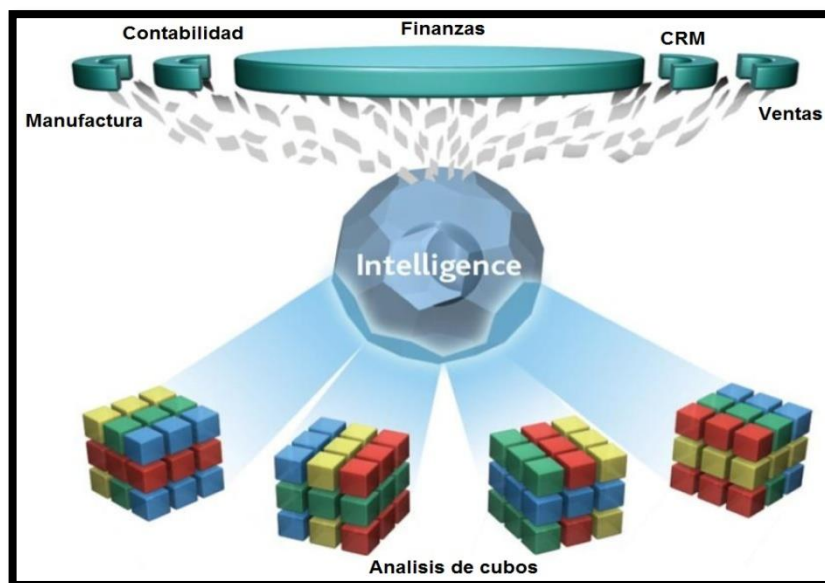 Contabilidad
Finanzas
CRM
Manufactura
Ventas
Intelligence
Analisis de cubos